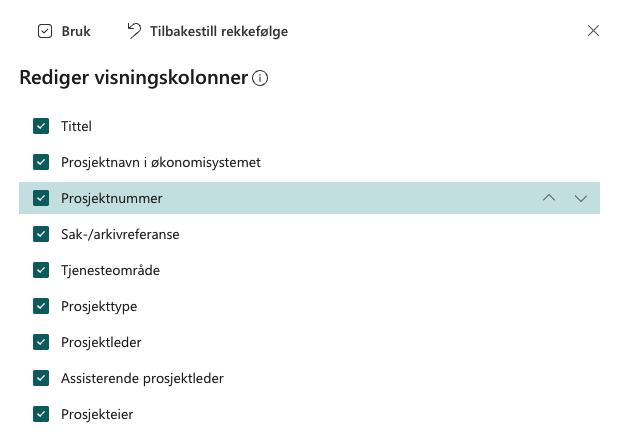 Bruk
Tilbakestill rekkefølge
Rediger visningskolonner
Tittel
Prosjektnavn i økonomisystemet
Prosjektnummer
Sak-/arkivreferanse
Tjenesteområde
Prosjekttype
Prosjektleder
Assisterende prosjektleder
Prosjekteier